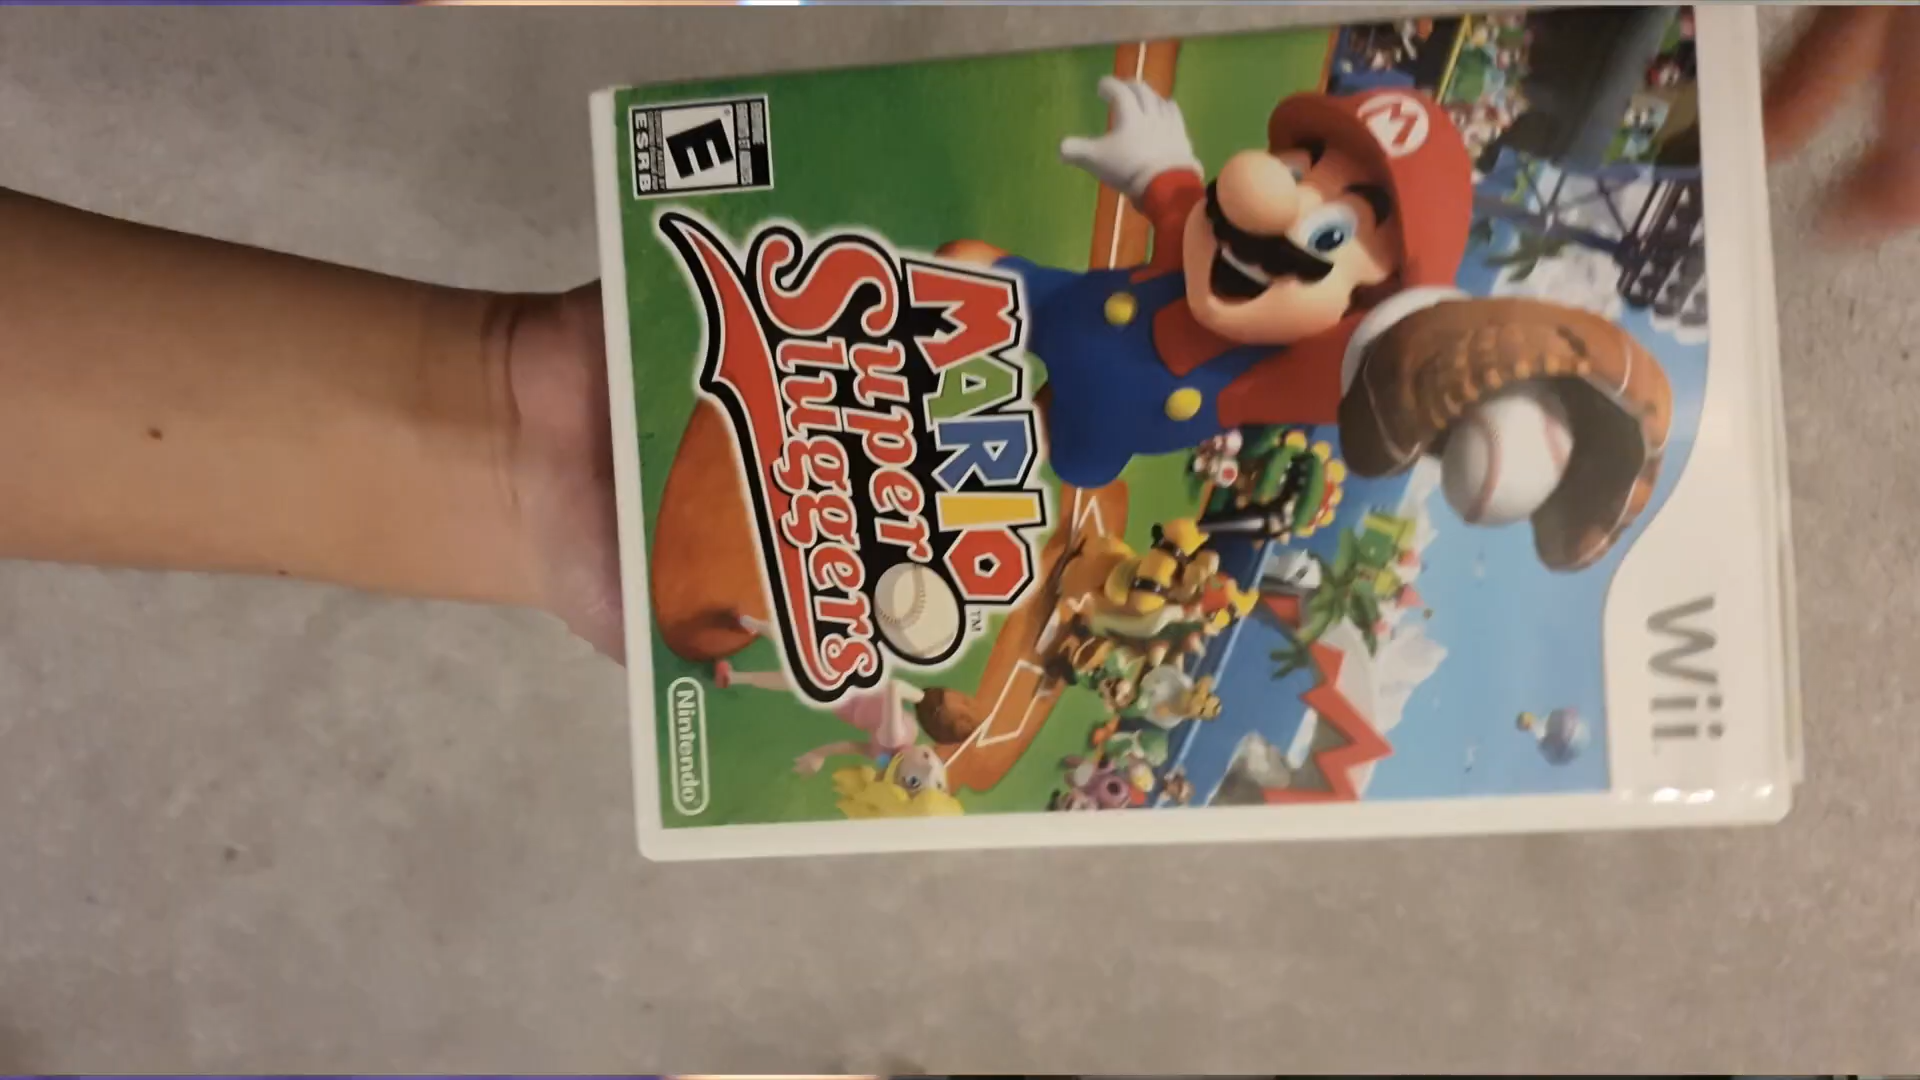 Wii
M
MARIO
Super
Sluggers
TM
E
ESRB
Nintendo